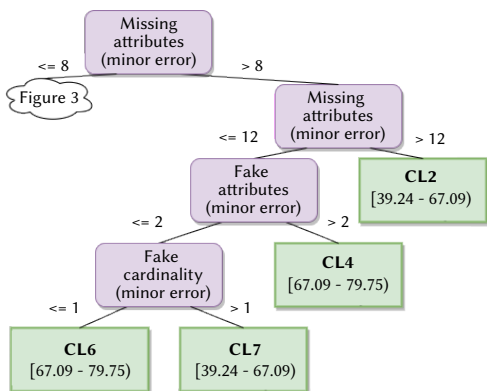 Missing
attributes
(minor error)
<= 8
> 8
Figure 3
Missing
attributes
(minor error)
<= 12
> 12
Fake
attributes
(minor error)
CL2
[39.24 - 67.09)
<= 2
> 2
Fake
cardinality
(minor error)
CL4
[67.09 - 79.75)
<= 1
> 1
CL6
[67.09 - 79.75)
CL7
[39.24 - 67.09)